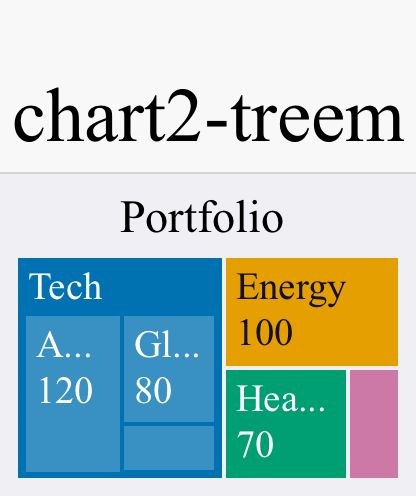 chart2-treem
Portfolio
Tech
A...
120
Gl...
80
Energy
100
Hea...
70